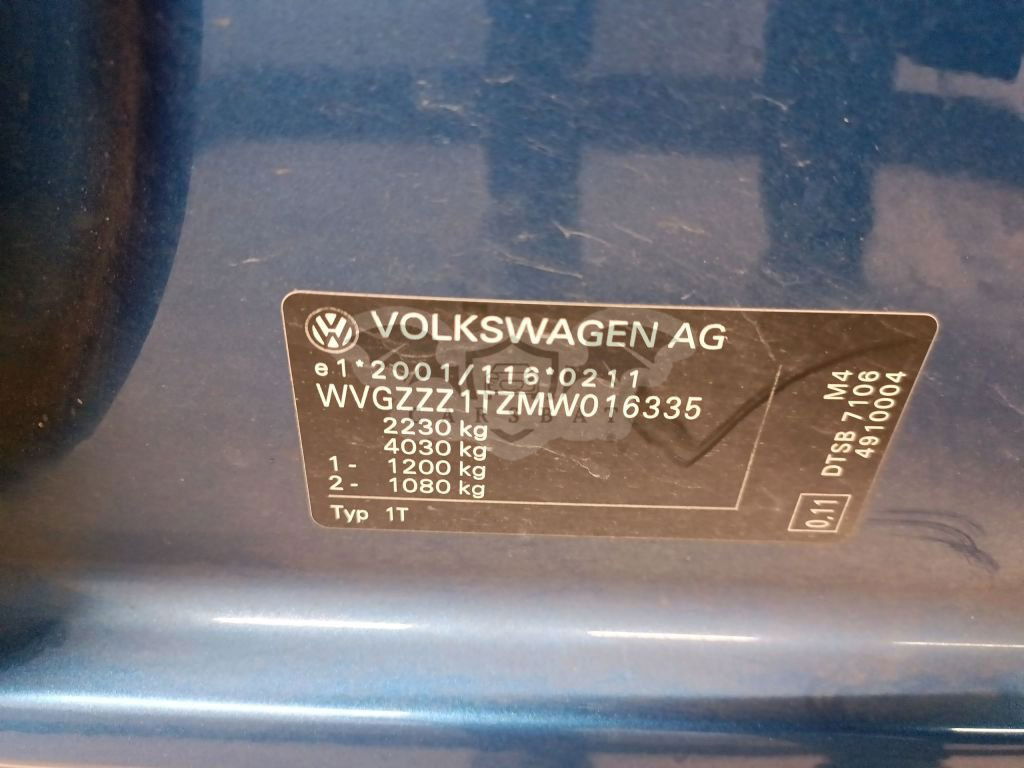 VOLKSWAGEN AG
e1*2001/116*0211
WVGZZZ1TZMW016335
2230 kg
4030 kg
1- 1200 kg
2- 1080 kg
Typ 1T
M4
DTSB 7106
4910004
0,11
CAR3DAT